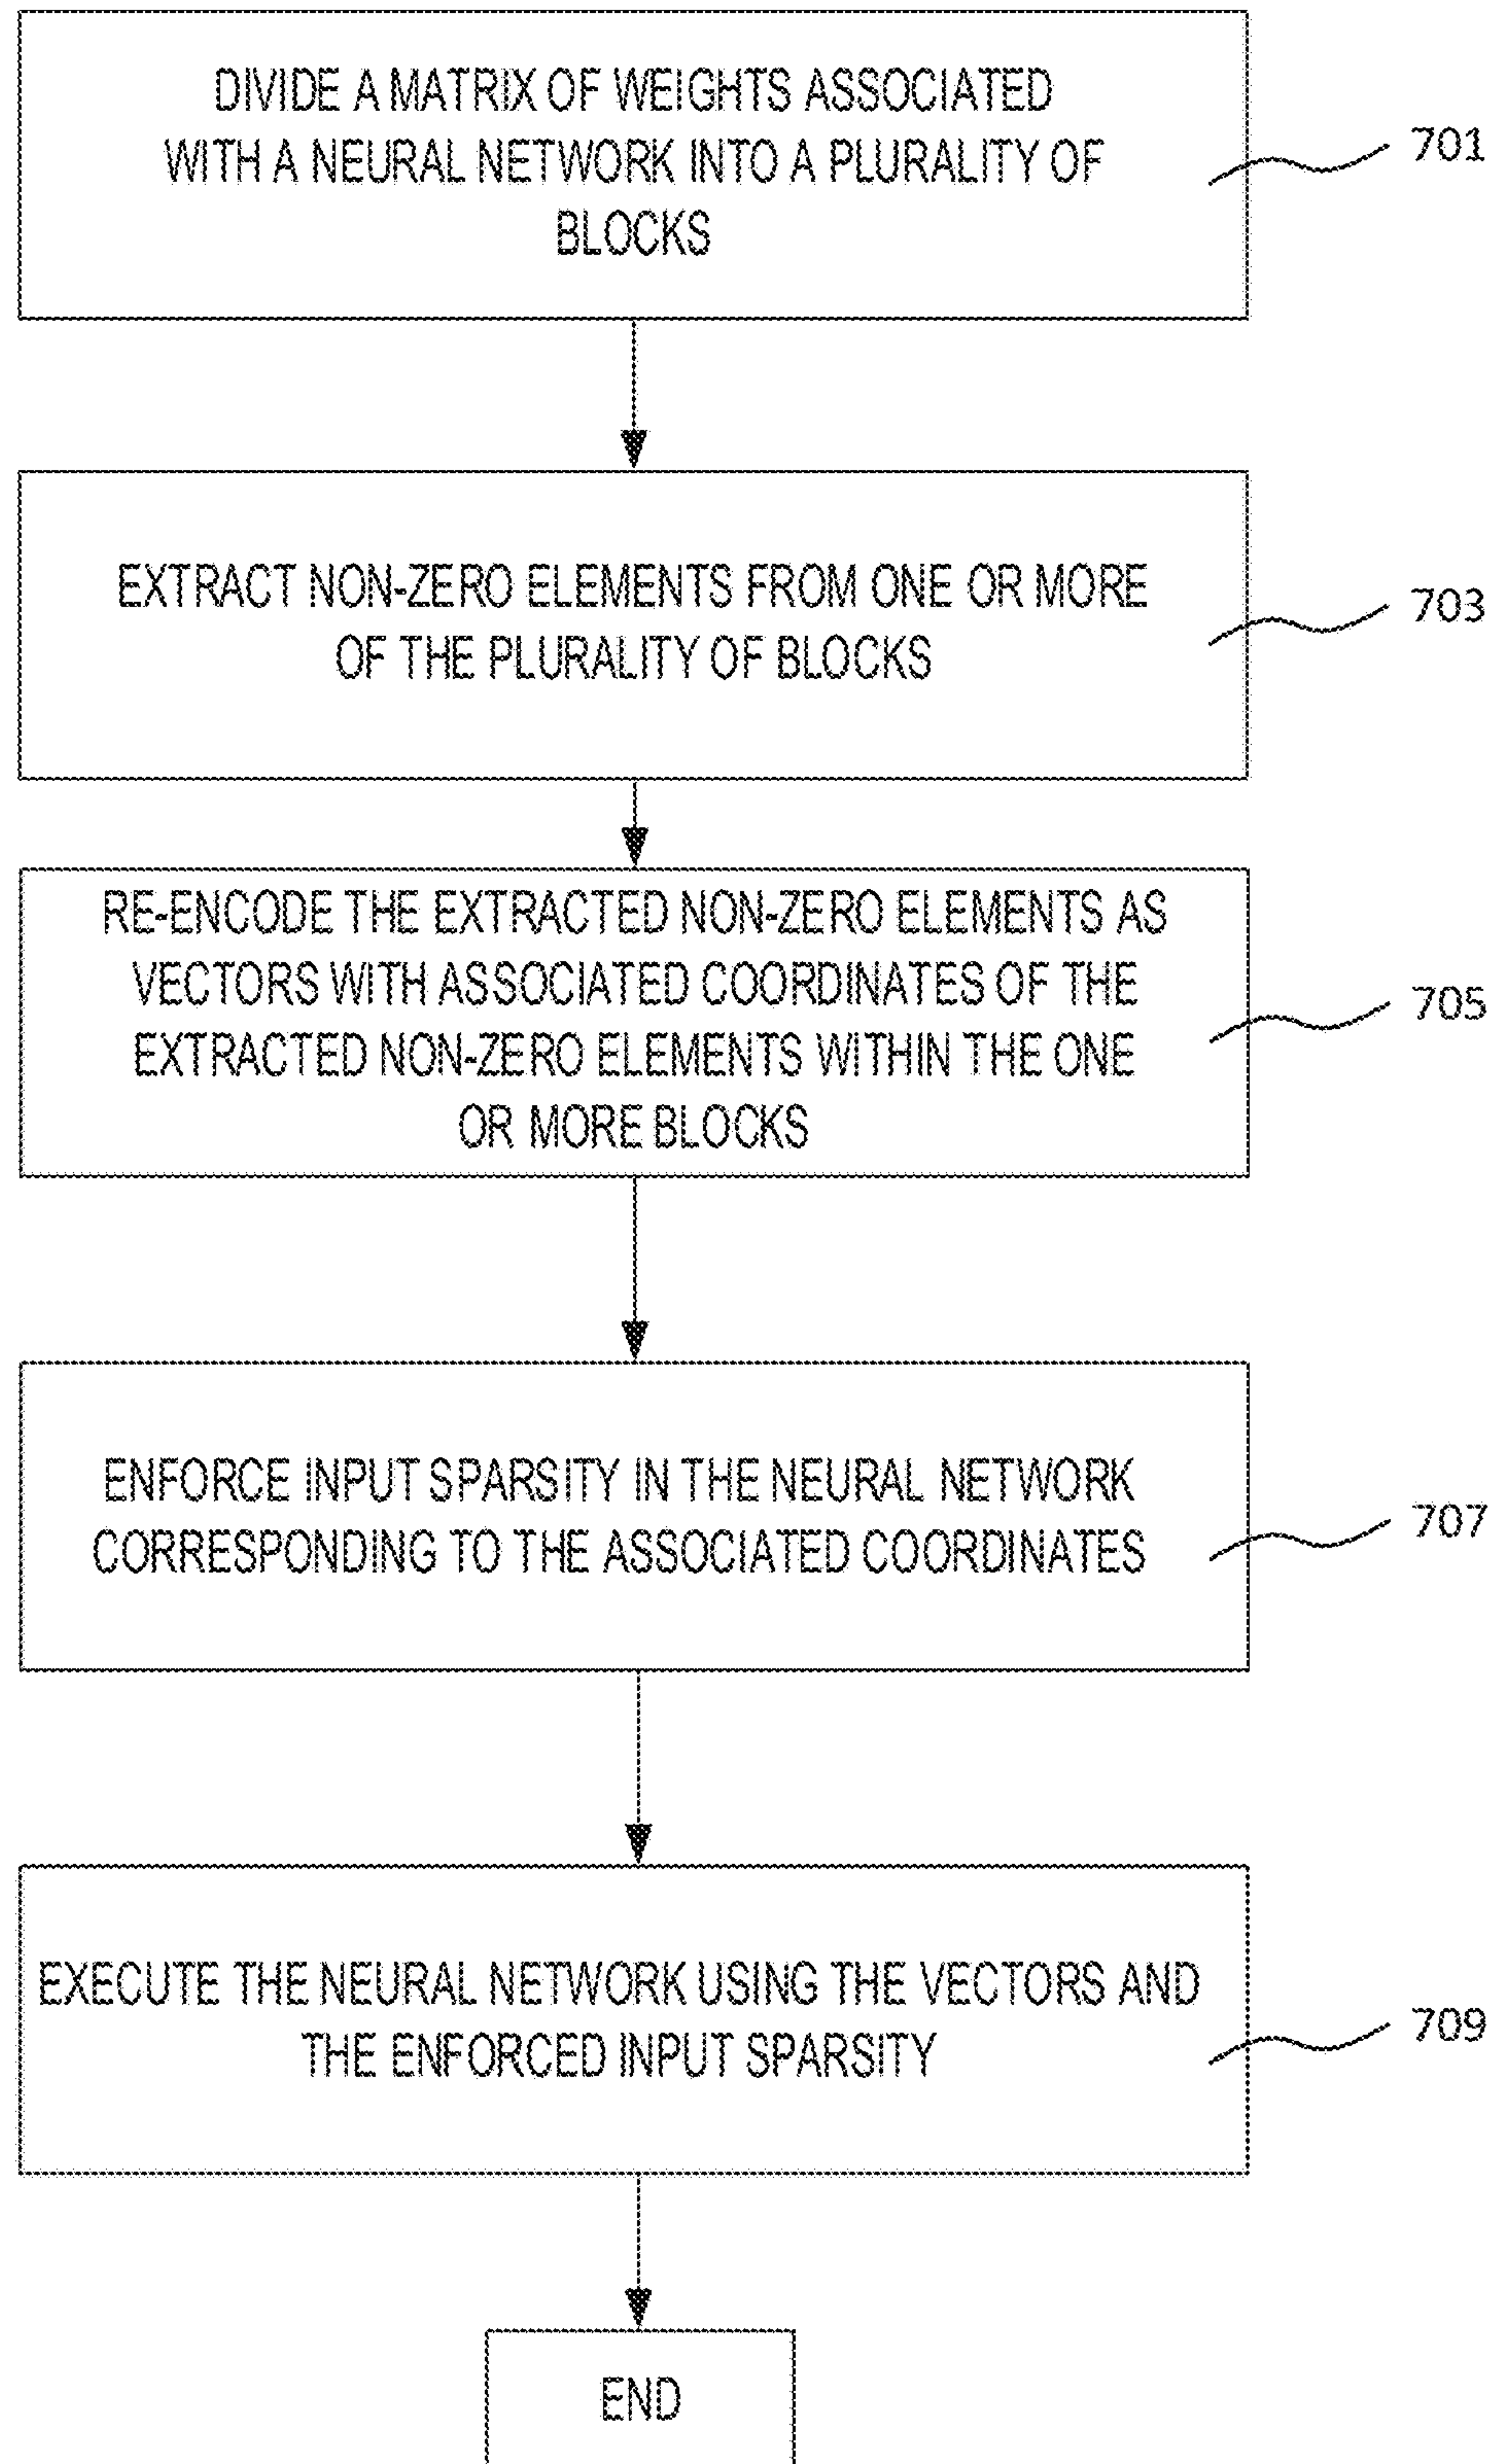 DIVIDE A MATRIX OF WEIGHTS ASSOCIATED
WITH A NEURAL NETWORK INTO A PLURALITY OF
BLOCKS
701
EXTRACT NON-ZERO ELEMENTS FROM ONE OR MORE
OF THE PLURALITY OF BLOCKS
703
RE-ENCODE THE EXTRACTED NON-ZERO ELEMENTS AS
VECTORS WITH ASSOCIATED COORDINATES OF THE
EXTRACTED NON-ZERO ELEMENTS WITHIN THE ONE
OR MORE BLOCKS
705
ENFORCE INPUT SPARSITY IN THE NEURAL NETWORK
CORRESPONDING TO THE ASSOCIATED COORDINATES
707
EXECUTE THE NEURAL NETWORK USING THE VECTORS AND
THE ENFORCED INPUT SPARSITY
709
END